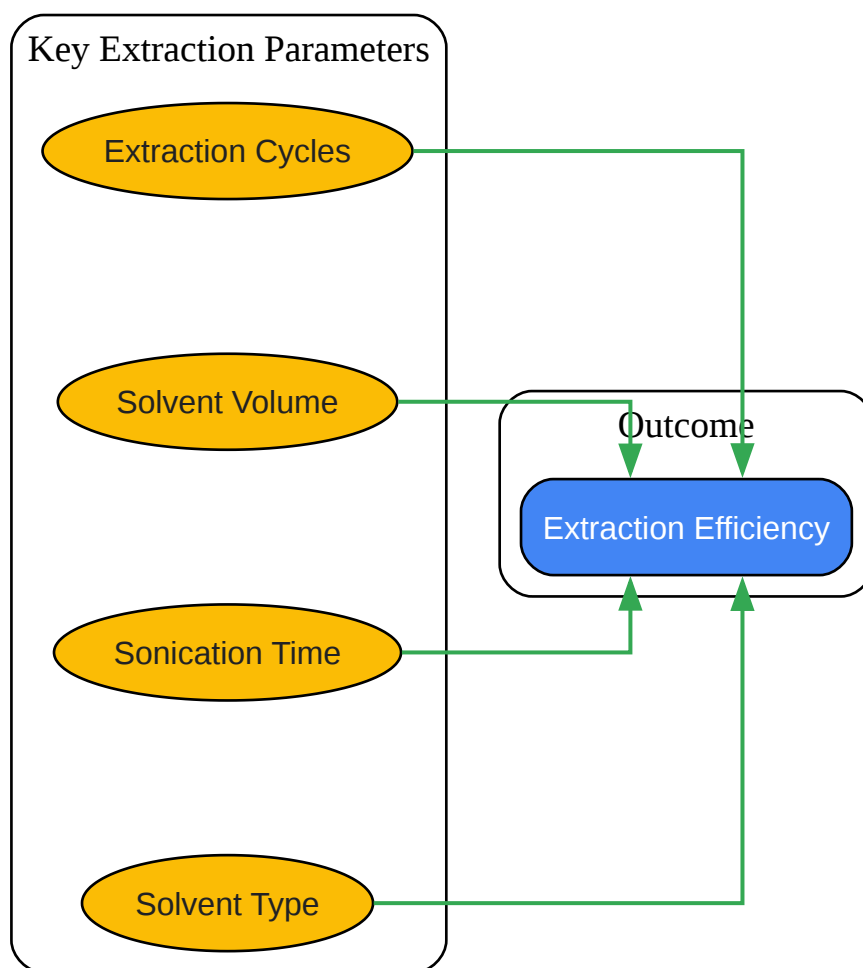 Key Extraction Parameters
Extraction Cycles
Solvent Volume
Outcome
Extraction Efficiency
Sonication Time
Solvent Type